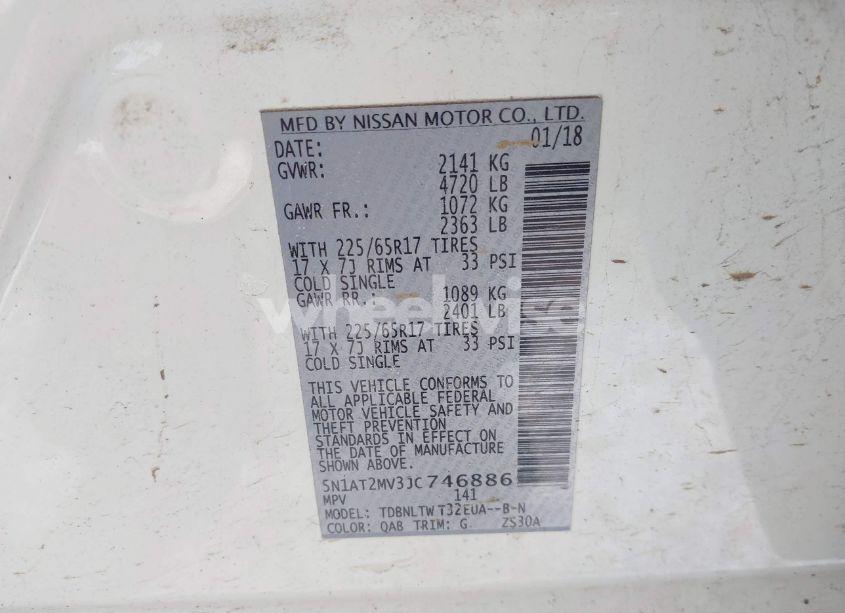 MFD BY NISSAN MOTOR CO., LTD.
DATE: 01/18
GVWR: 2141 KG
4720 LB
GAWR FR.: 1072 KG
2363 LB
WITH 225/65R17 TIRES
17 X 7J RIMS AT 33 PSI
COLD SINGLE
GAWR RR.: 1089 KG
2401 LB
WITH 225/65R17 TIRES
17 X 7J RIMS AT 33 PSI
COLD SINGLE
THIS VEHICLE CONFORMS TO
ALL APPLICABLE FEDERAL
MOTOR VEHICLE SAFETY AND
THEFT PREVENTION
STANDARDS IN EFFECT ON
THE DATE OF MANUFACTURE
SHOWN ABOVE.
5N1AT2MV3JC746886
MPV 141
MODEL: TDBNLTW T32EUA--B-N
COLOR: QAB TRIM: G ZS30A
wheelwise